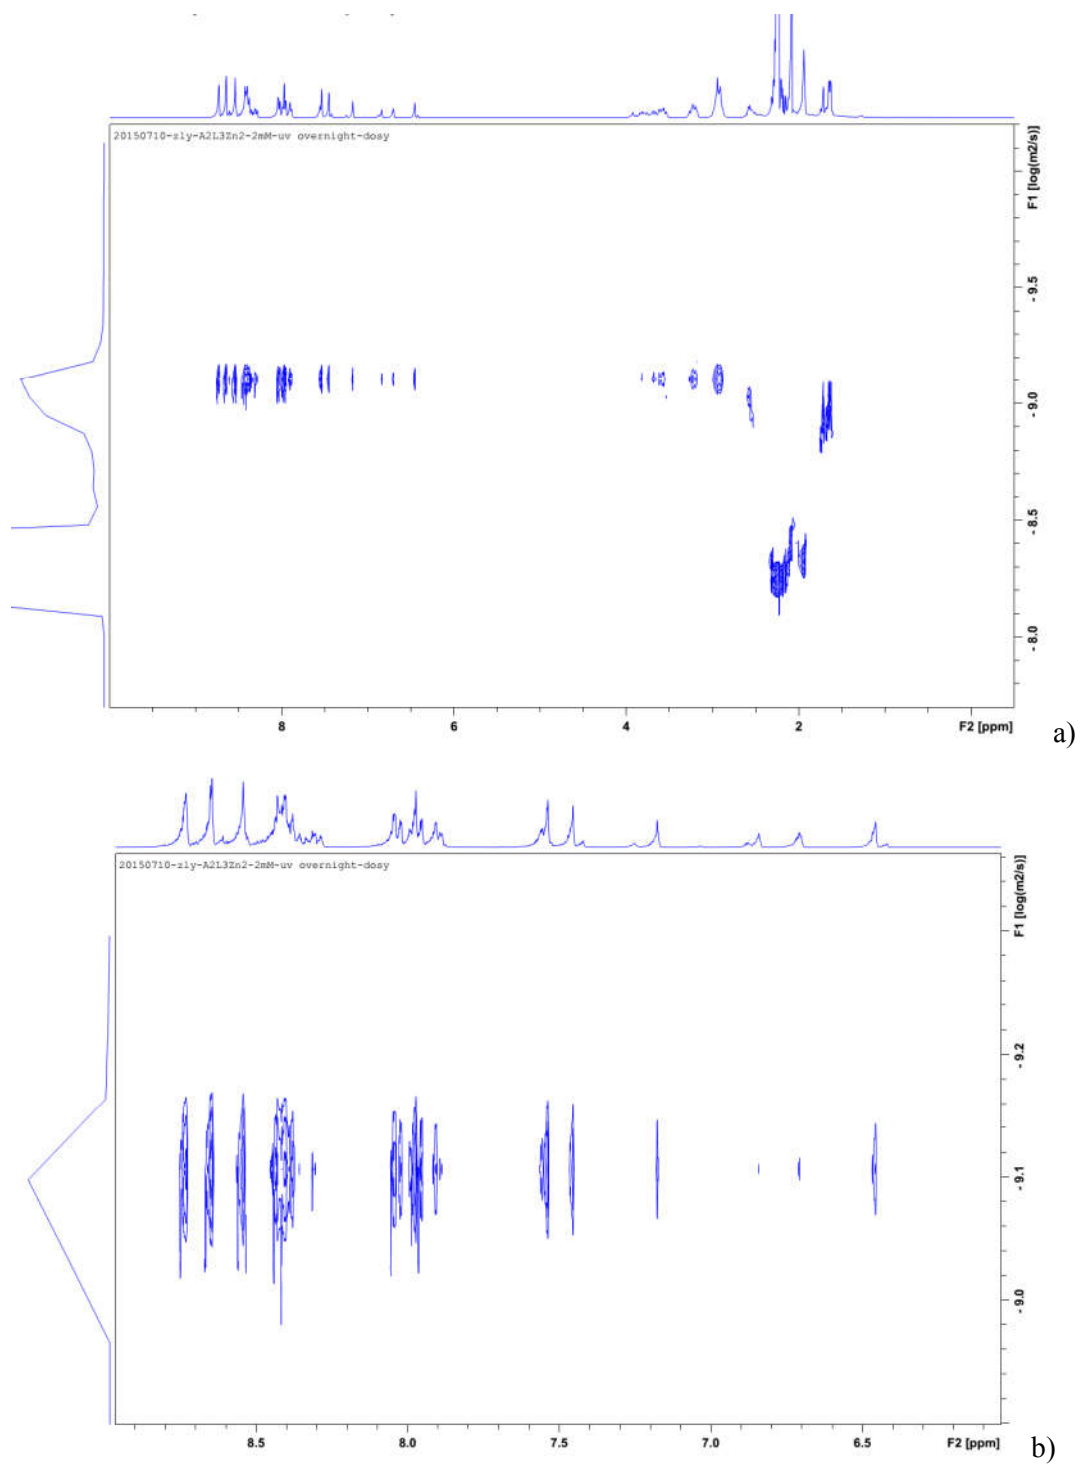 20150710-zly-A2L3Zn2-2mM-uv overnight-dosy
F1 [log(m2/s)]
- 9.5
- 9.0
- 8.5
- 8.0
8
6
4
2
F2 [ppm]
a)
20150710-zly-A2L3Zn2-2mM-uv overnight-dosy
F1 [log(m2/s)]
- 9.2
- 9.1
- 9.0
8.5
8.0
7.5
7.0
6.5
F2 [ppm]
b)